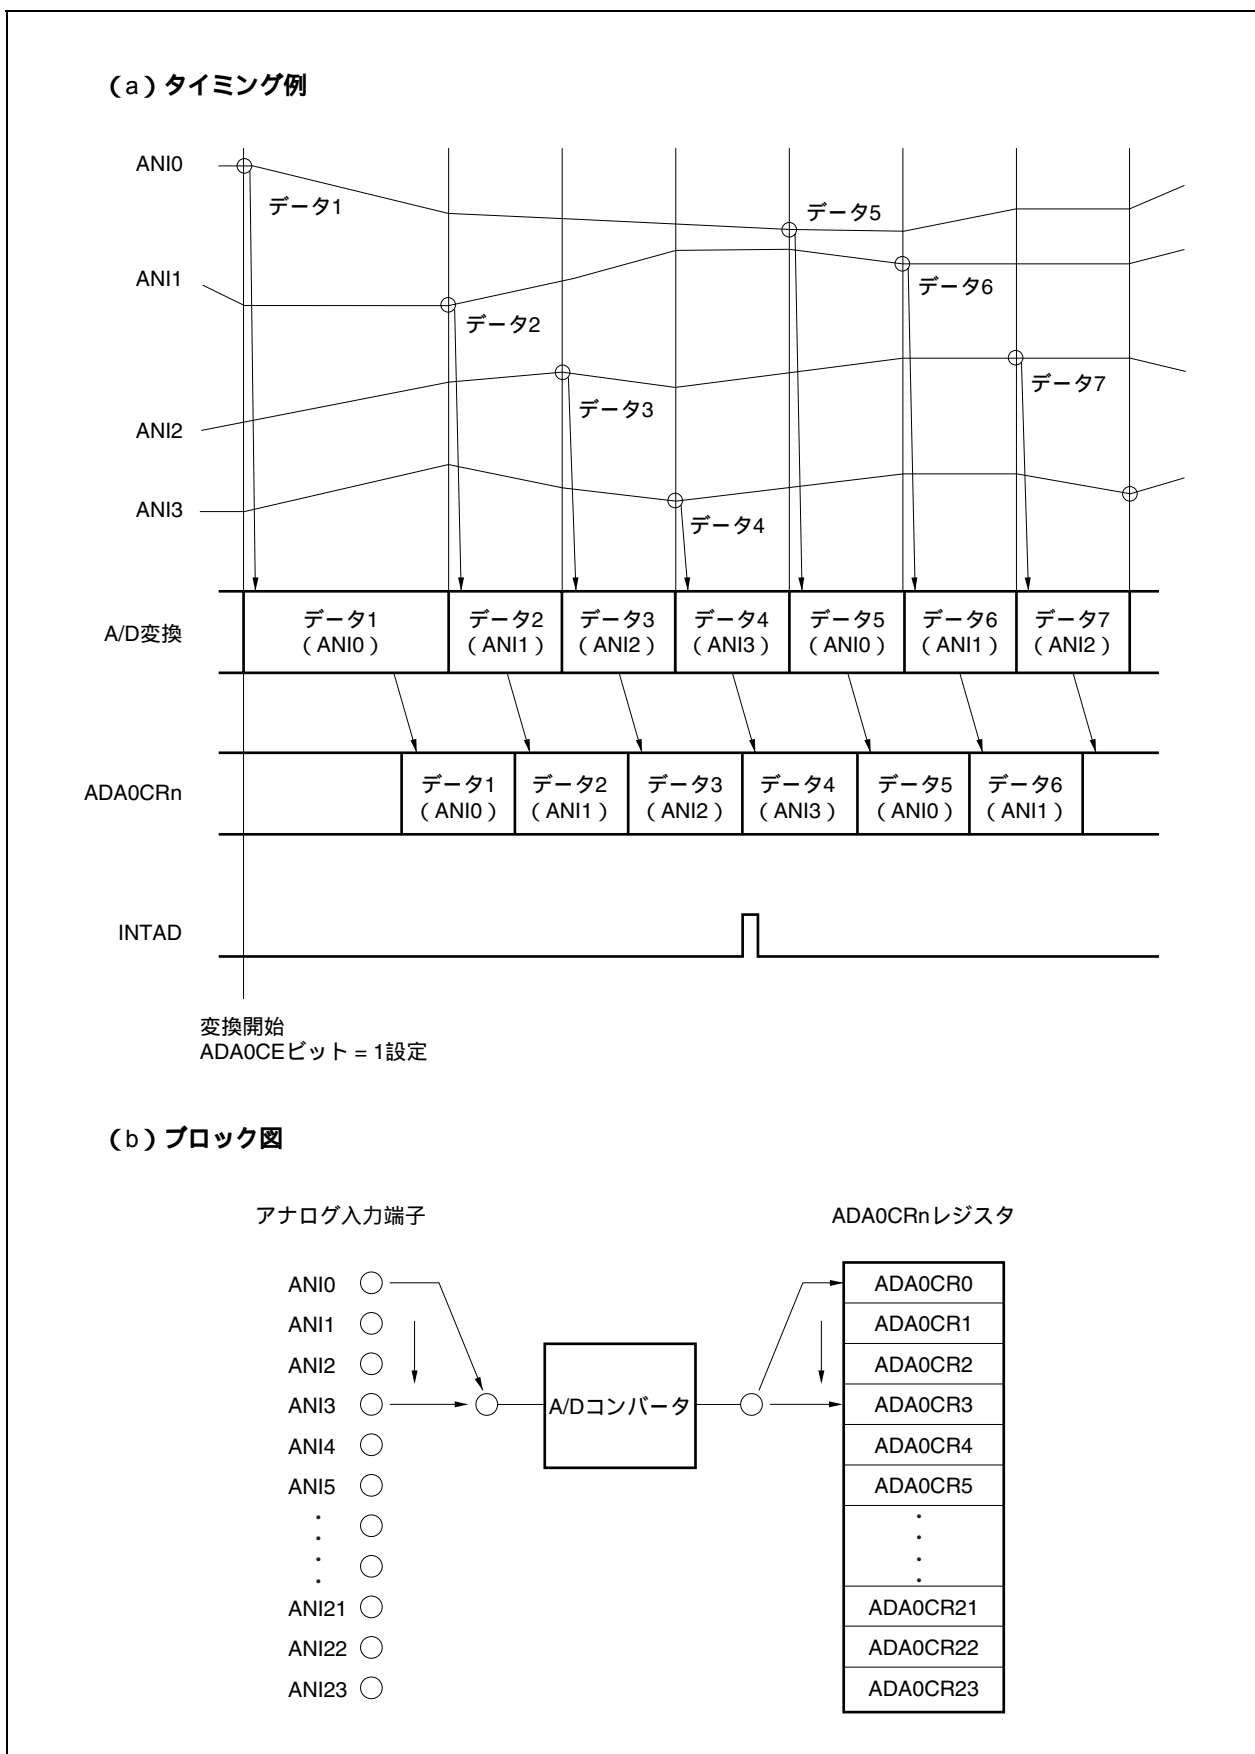 （a）タイミング例
ANI0
データ1
データ5
ANI1
データ6
データ2
データ7
データ3
ANI2
ANI3
データ4
A/D変換
データ1
（ANI0）
データ2
（ANI1）
データ3
（ANI2）
データ4
（ANI3）
データ5
（ANI0）
データ6
（ANI1）
データ7
（ANI2）
ADA0CRn
データ1
（ANI0）
データ2
（ANI1）
データ3
（ANI2）
データ4
（ANI3）
データ5
（ANI0）
データ6
（ANI1）
INTAD
変換開始
ADA0CEビット = 1設定
（b）ブロック図
アナログ入力端子
ADA0CRnレジスタ
ANI0
ANI1
ANI2
ANI3
ANI4
ANI5
ANI21
ANI22
ANI23
A/Dコンバータ
ADA0CR0
ADA0CR1
ADA0CR2
ADA0CR3
ADA0CR4
ADA0CR5
ADA0CR21
ADA0CR22
ADA0CR23